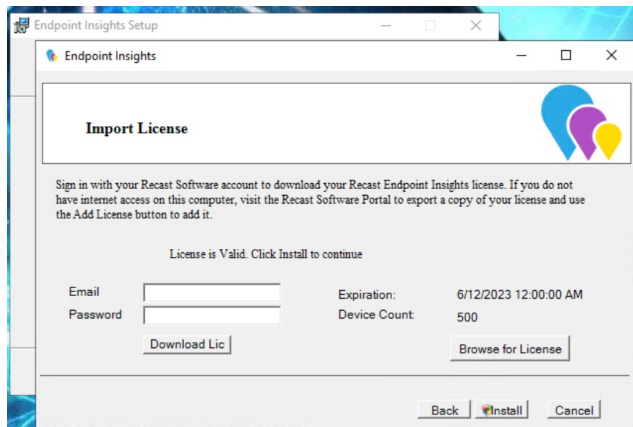 Endpoint Insights Setup
Endpoint Insights
Import License
Sign in with your Recast Software account to download your Recast Endpoint Insights license. If you do not
have internet access on this computer, visit the Recast Software Portal to export a copy of your license and use
the Add License button to add it.
License is Valid. Click Install to continue
Email
Expiration: 6/12/2023 12:00:00 AM
Password
Device Count: 500
Download Lic
Browse for License
Back Install Cancel